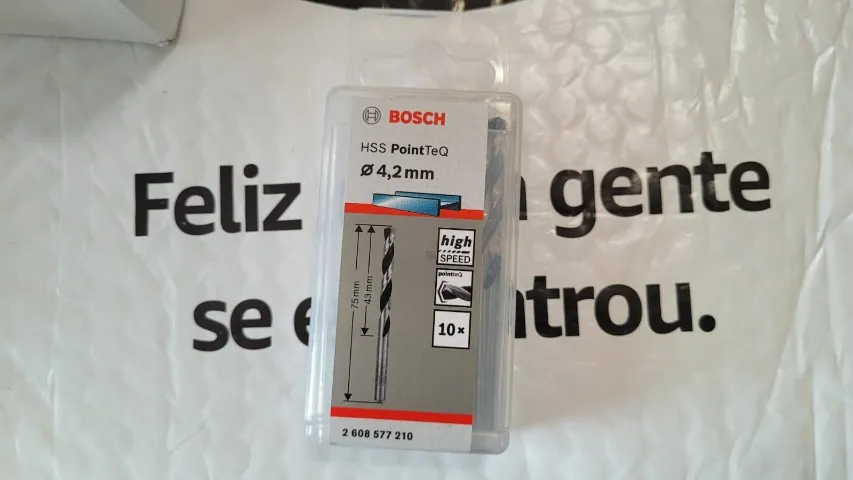 BOSCH
HSS PointTeQ
Ø 4,2 mm
Feliz
gente
high
SPEED
pointTeQ
75 mm
43 mm
se
trou.
10×
2 608 577 210